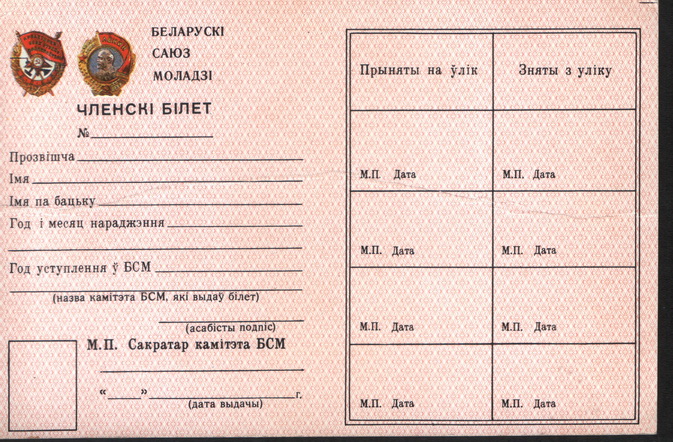 БЕЛАРУСКІ
САЮЗ
МОЛАДЗІ
ЧЛЕНСКІ БІЛЕТ
№
Прозвішча
Імя
Імя па бацьку
Год і месяц нараджэння
Год уступлення ў БСМ
(назва камітэта БСМ, які выдаў білет)
(асабісты подпіс)
М.П. Сакратар камітэта БСМ
« » г.
(дата выдачы)
Прыняты на ўлік Зняты з уліку
М.П. Дата М.П. Дата
М.П. Дата М.П. Дата
М.П. Дата М.П. Дата
М.П. Дата М.П. Дата